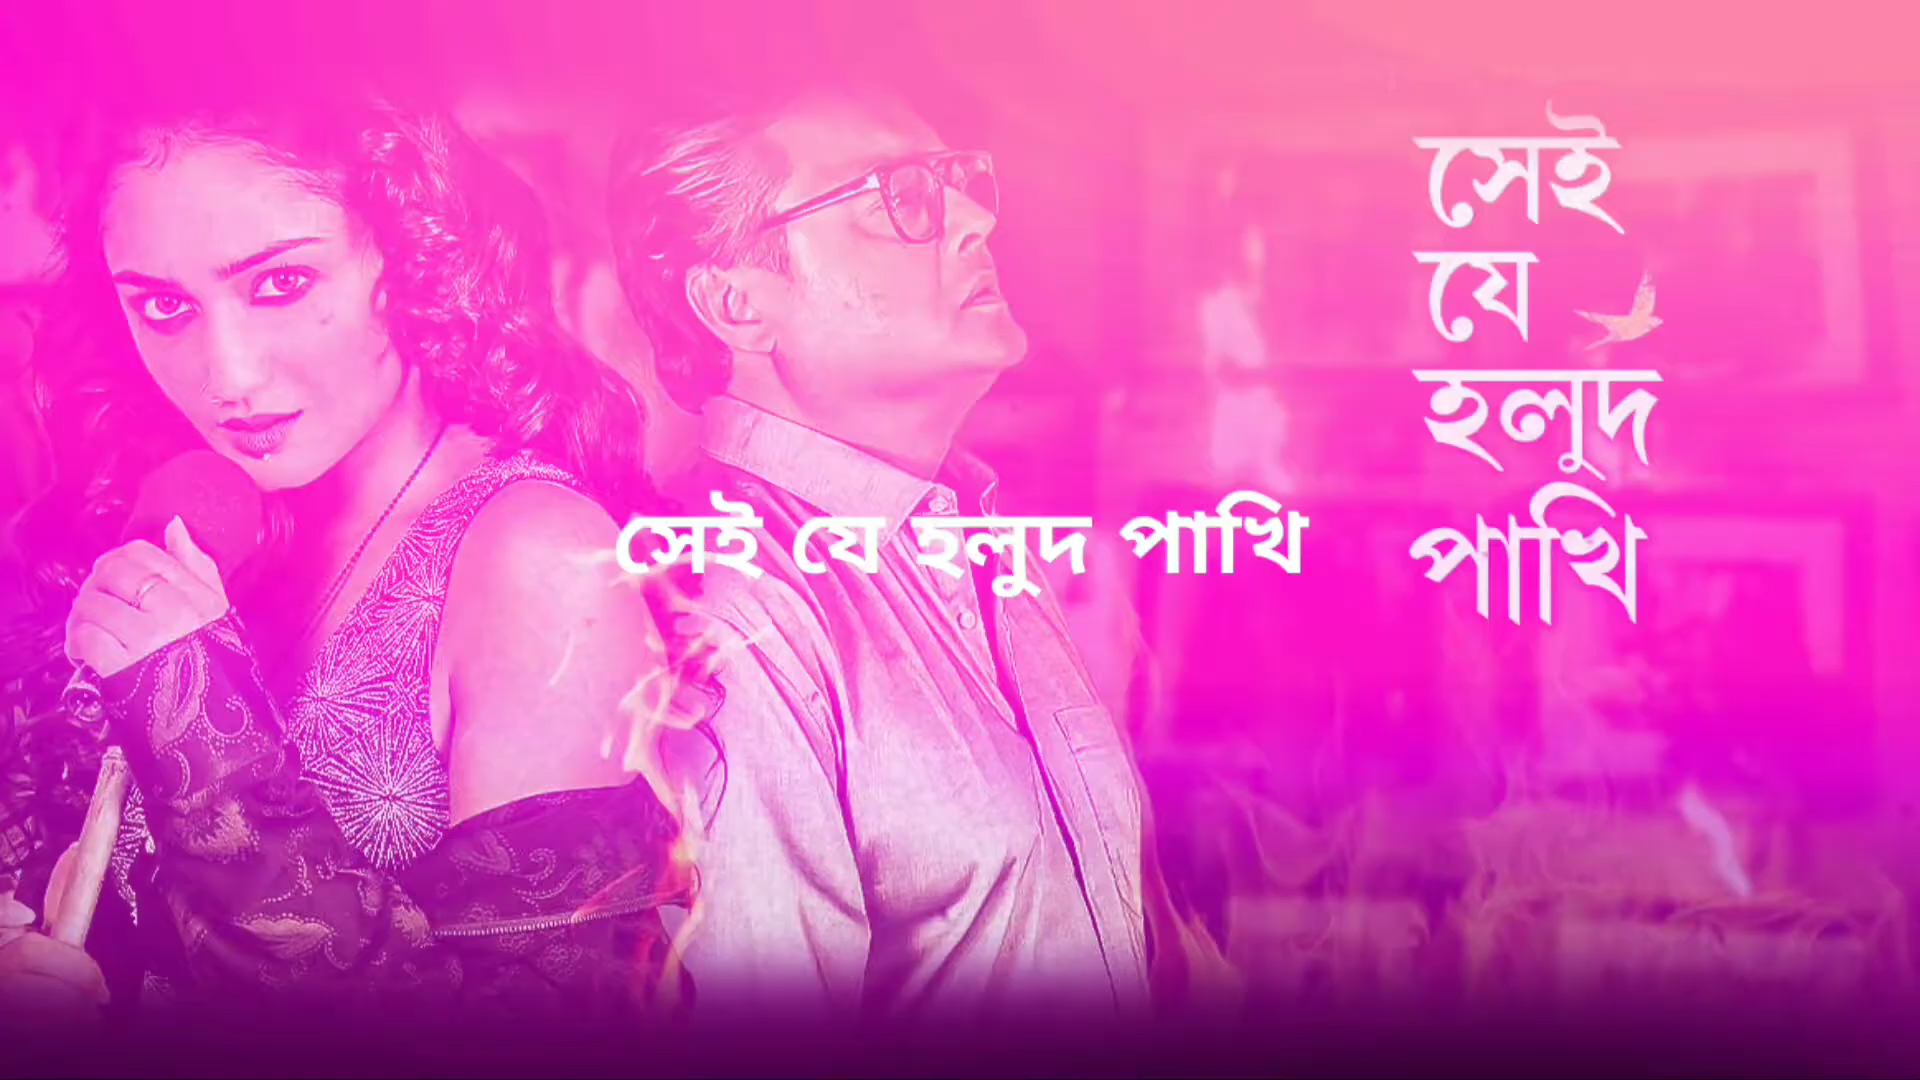 সেই
যে
হলুদ
পাখি
সেই যে হলুদ পাখি